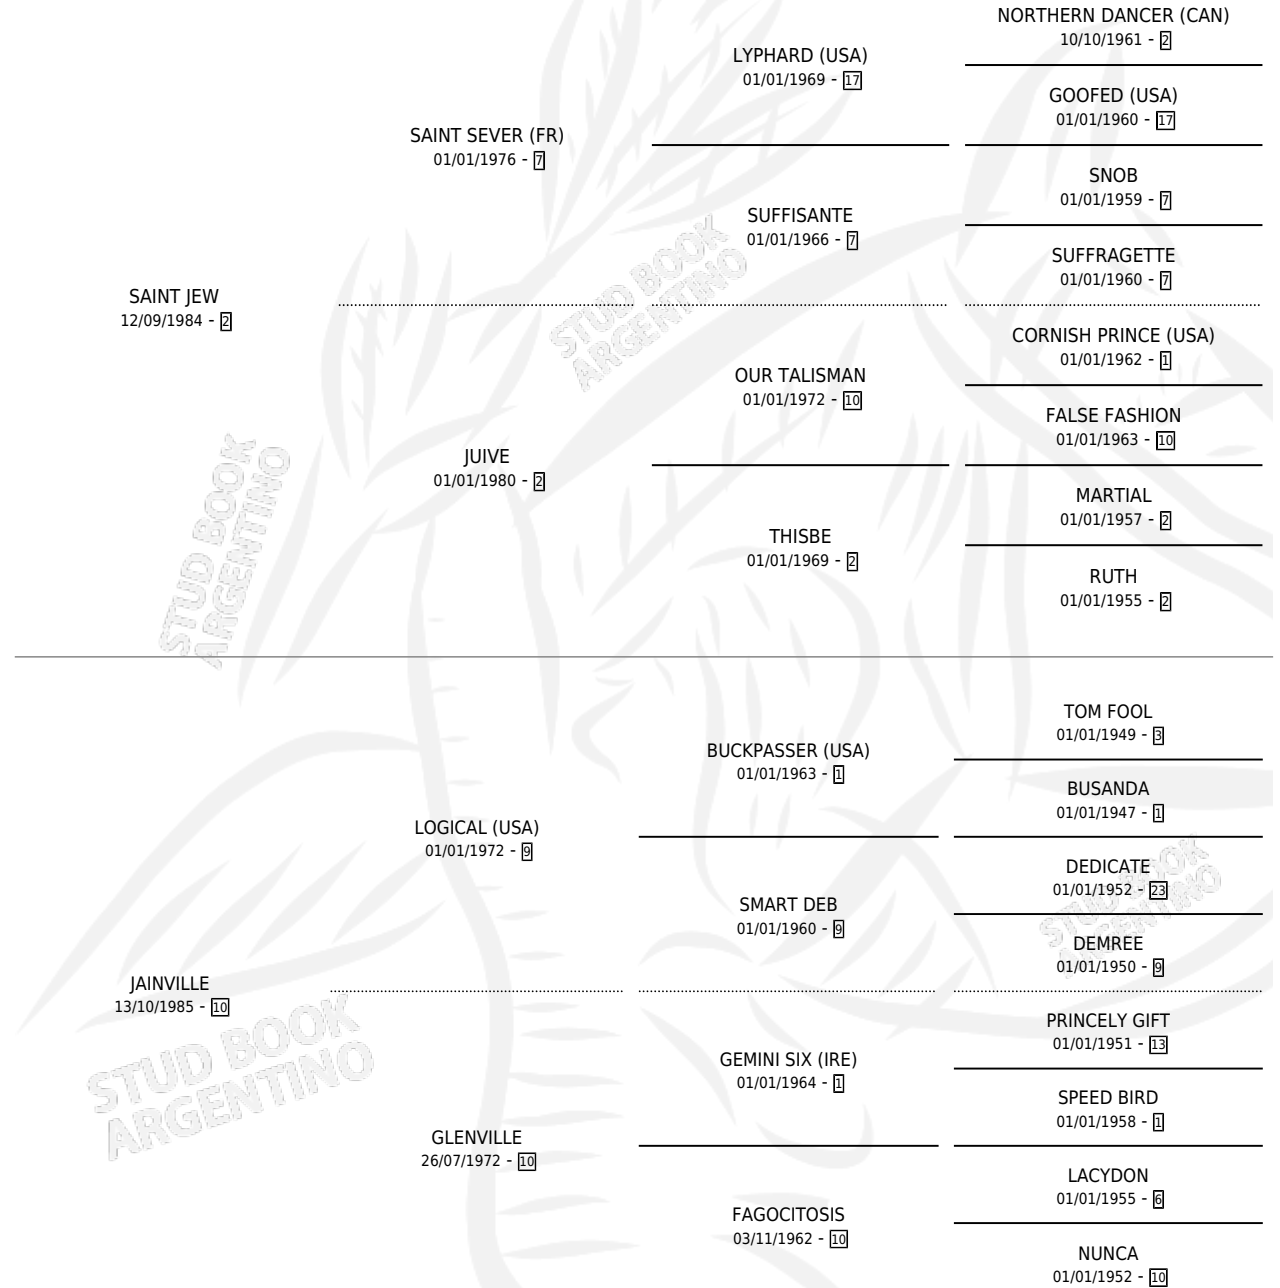 NORTHERN DANCER (CAN)
10/10/1961 - 2
LYPHARD (USA)
01/01/1969 - 17
GOOFED (USA)
01/01/1960 - 17
SAINT SEVER (FR)
01/01/1976 - 7
SNOB
01/01/1959 - 7
SUFFISANTE
01/01/1966 - 7
SUFFRAGETTE
01/01/1960 - 7
SAINT JEW
12/09/1984 - 2
STUD BOOK
ARGENTINO
CORNISH PRINCE (USA)
01/01/1962 - 1
OUR TALISMAN
01/01/1972 - 10
FALSE FASHION
01/01/1963 - 10
JUIVE
01/01/1980 - 2
MARTIAL
01/01/1957 - 2
THISBE
01/01/1969 - 2
RUTH
01/01/1955 - 2
STUD BOOK
ARGENTINO
TOM FOOL
01/01/1949 - 3
BUCKPASSER (USA)
01/01/1963 - 1
BUSANDA
01/01/1947 - 1
LOGICAL (USA)
01/01/1972 - 9
DEDICATE
01/01/1952 - 23
SMART DEB
01/01/1960 - 9
DEMREE
01/01/1950 - 9
STUD BOOK
ARGENTINO
JAINVILLE
13/10/1985 - 10
PRINCELY GIFT
01/01/1951 - 13
GEMINI SIX (IRE)
01/01/1964 - 1
SPEED BIRD
01/01/1958 - 1
STUD BOOK
ARGENTINO
GLENVILLE
26/07/1972 - 10
LACYDON
01/01/1955 - 6
FAGOCITOSIS
03/11/1962 - 10
NUNCA
01/01/1952 - 10